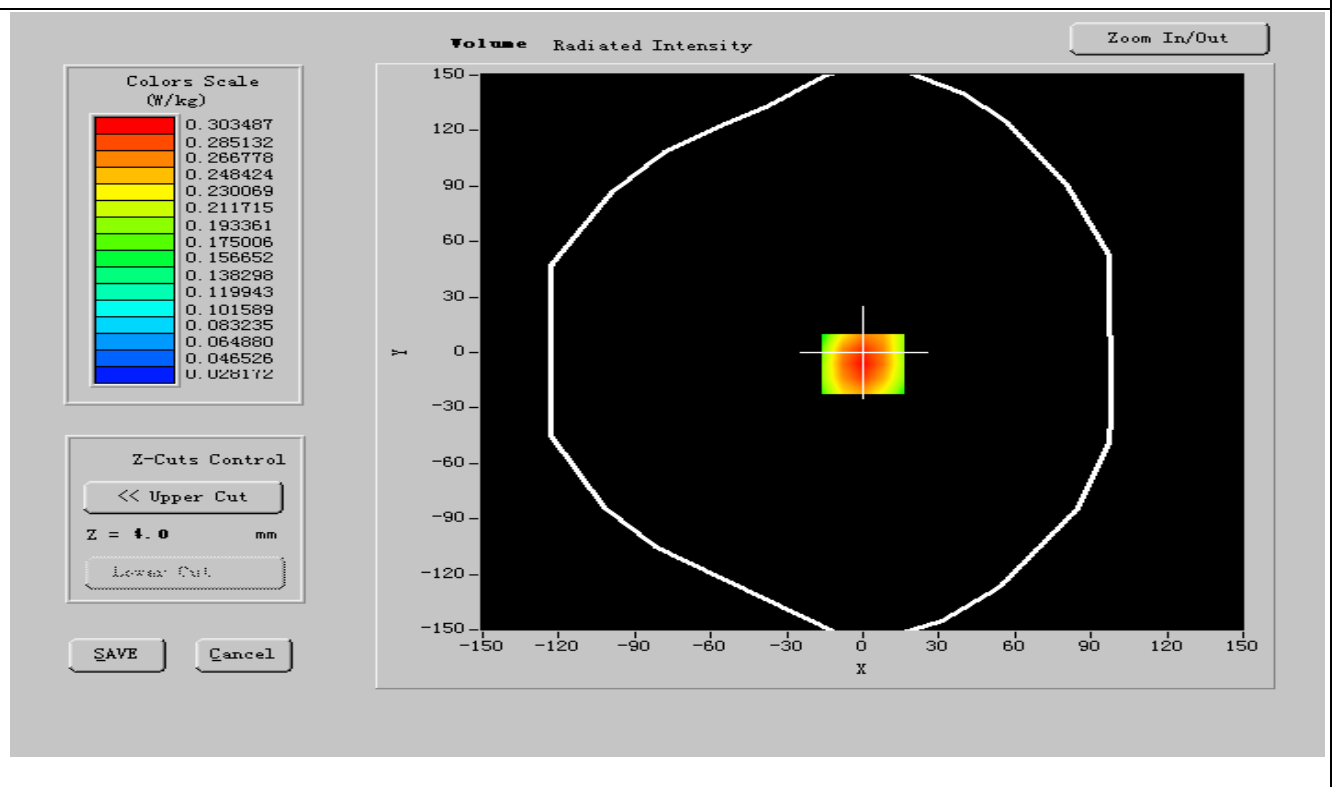 Volume Radiated Intensity
Zoom In/Out
Colors Scale
(W/kg)
0.303487
0.285132
0.266778
0.248424
0.230069
0.211715
0.193361
0.175006
0.156652
0.138298
0.119943
0.101589
0.083235
0.064880
0.046526
0.028172
Z-Cuts Control
<< Upper Cut
Z = 4.0 mm
Lower Cut
SAVE
Cancel
150
120
90
60
30
0
-30
-60
-90
-120
-150
Y
-150 -120 -90 -60 -30 0 30 60 90 120 150
X